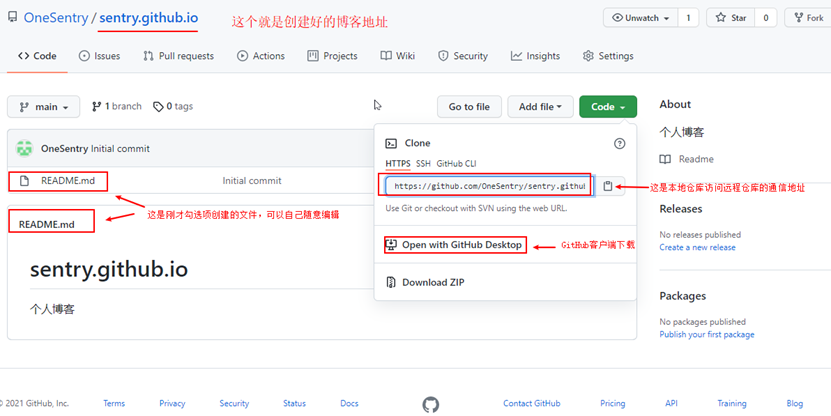 OneSentry / sentry.github.io
这个就是创建好的博客地址
Unwatch 1
Star 0
Fork
Code
Issues
Pull requests
Actions
Projects
Wiki
Security
Insights
Settings
main
1 branch
0 tags
Go to file
Add file
Code
About
个人博客
Readme
OneSentry Initial commit
README.md
Initial commit
Clone
HTTPS SSH GitHub CLI
https://github.com/OneSentry/sentry.githu
这是本地仓库访问远程仓库的通信地址
Use Git or checkout with SVN using the web URL.
这是刚才勾选项创建的文件，可以自己随意编辑
README.md
Open with GitHub Desktop
GitHub客户端下载
Download ZIP
Releases
No releases published
Create a new release
sentry.github.io
个人博客
Packages
No packages published
Publish your first package
© 2021 GitHub, Inc.
Terms
Privacy
Security
Status
Docs
Contact GitHub
Pricing
API
Training
Blog